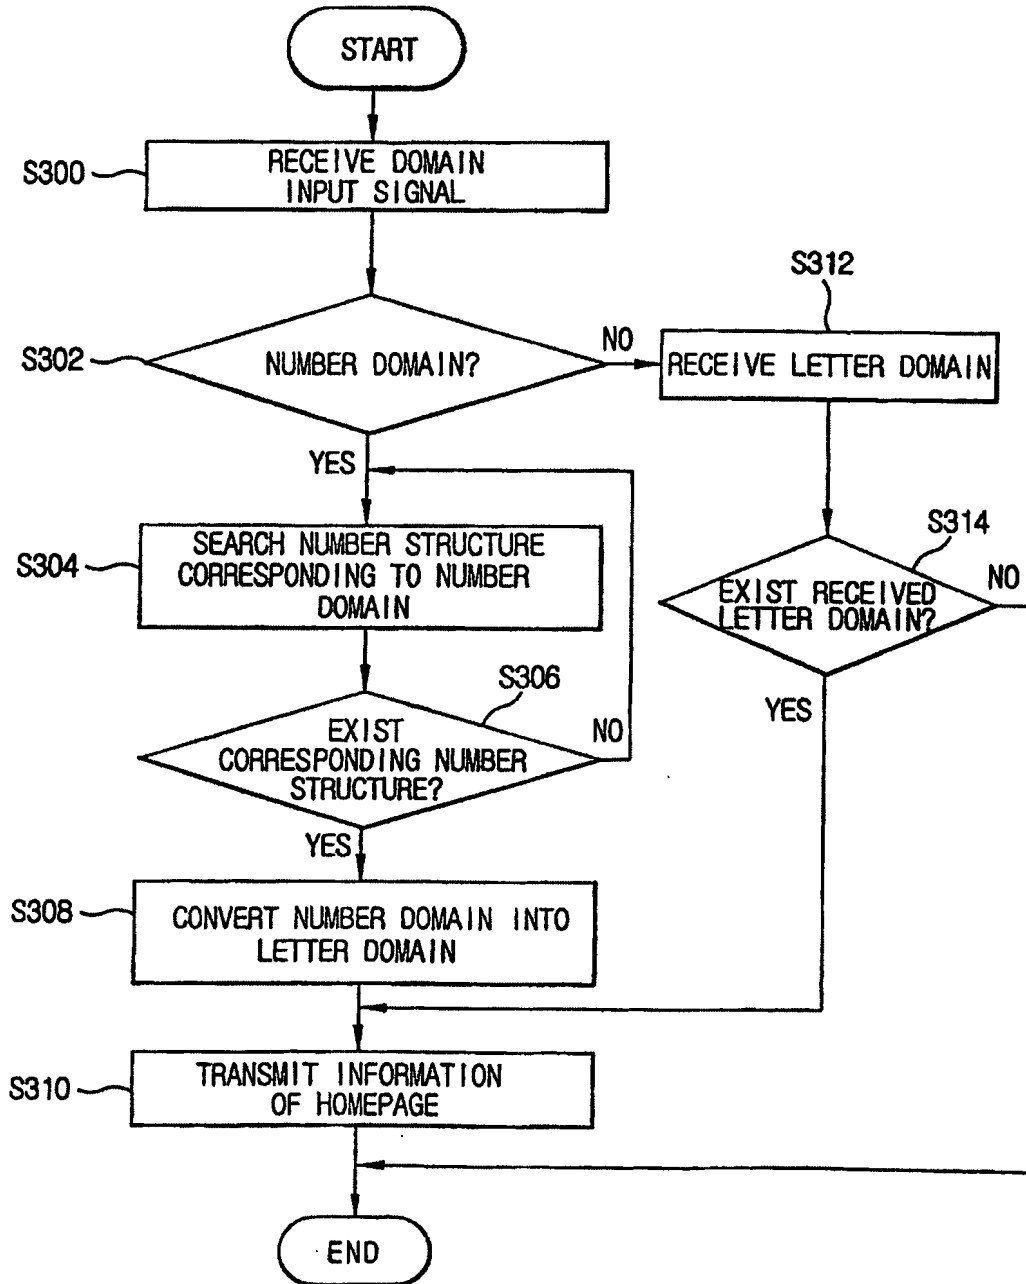 START
S300
RECEIVE DOMAIN
INPUT SIGNAL
S302
NUMBER DOMAIN?
NO
S312
RECEIVE LETTER DOMAIN
YES
S304
SEARCH NUMBER STRUCTURE
CORRESPONDING TO NUMBER
DOMAIN
S314
EXIST RECEIVED
LETTER DOMAIN?
NO
YES
S306
EXIST
CORRESPONDING NUMBER
STRUCTURE?
NO
YES
S308
CONVERT NUMBER DOMAIN INTO
LETTER DOMAIN
S310
TRANSMIT INFORMATION
OF HOMEPAGE
END